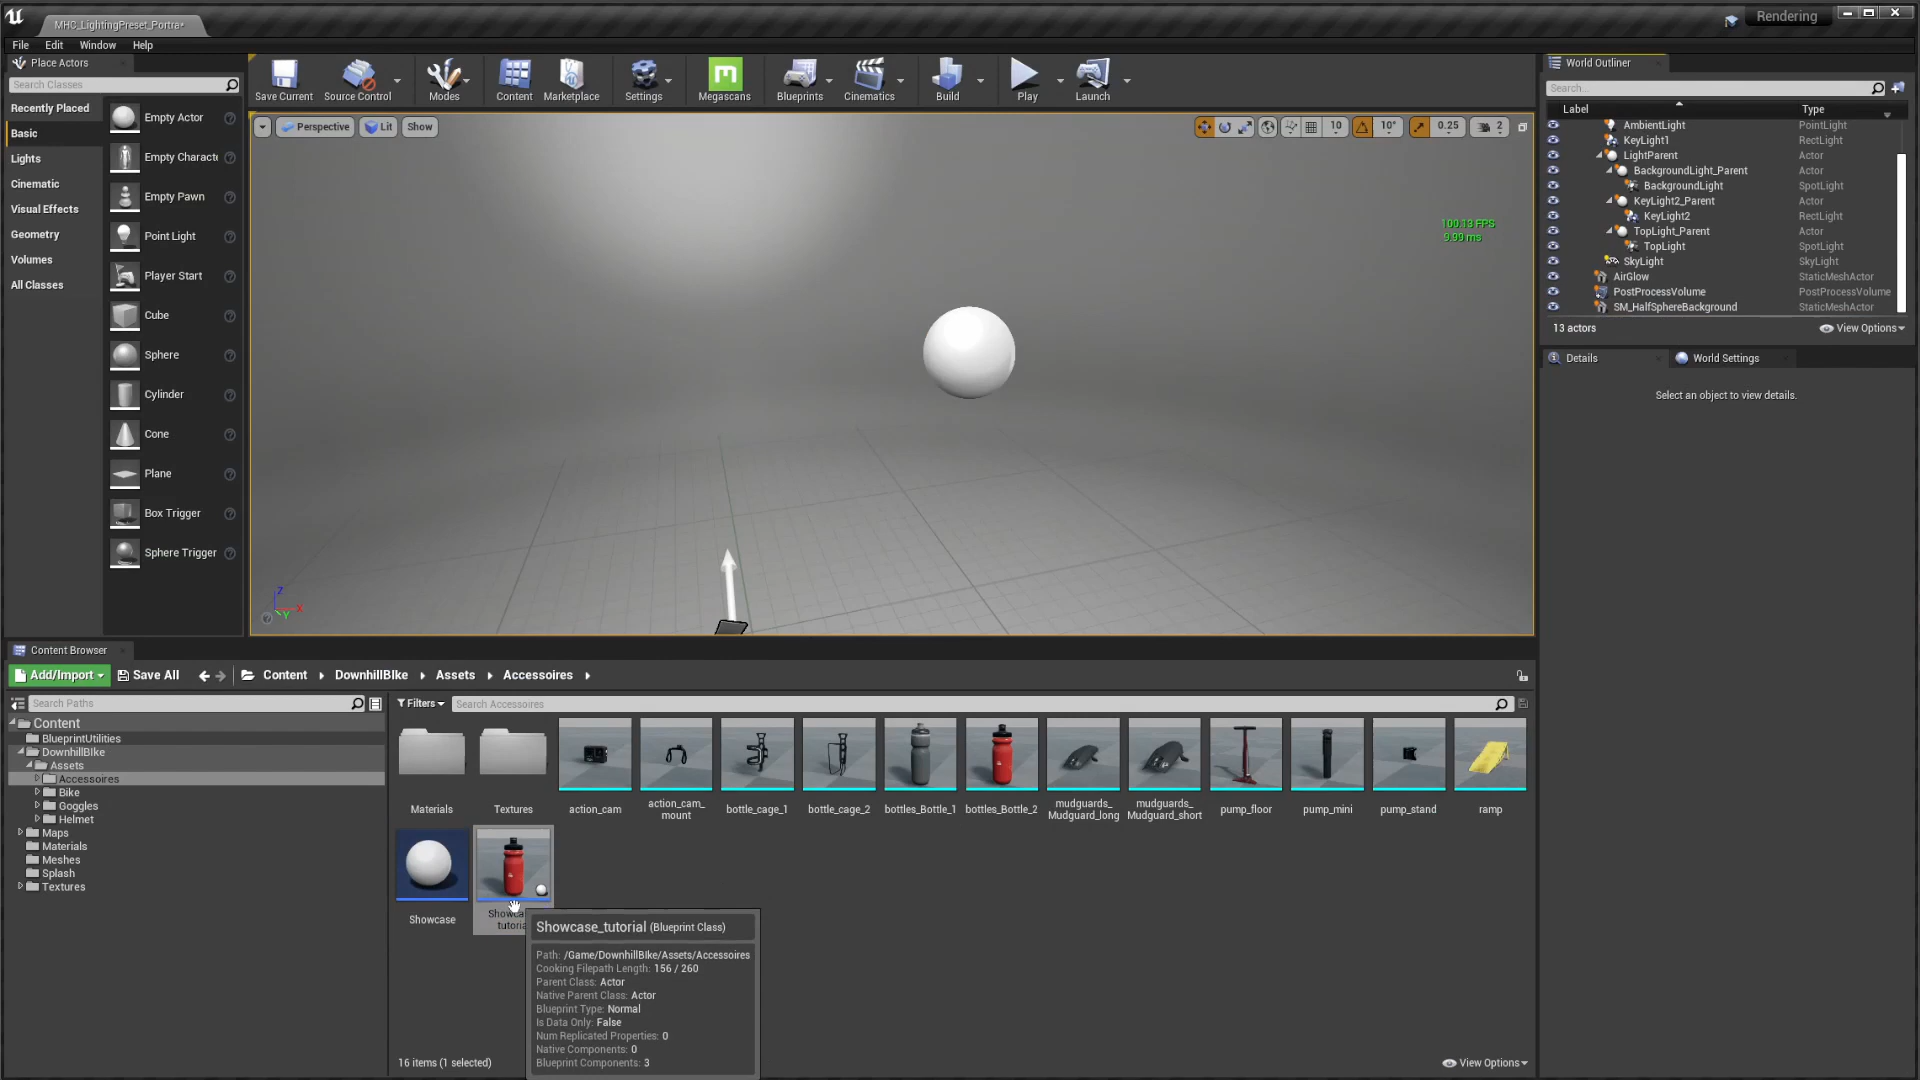 MHC_LightingPreset_Portra*
Rendering
File Edit Window Help
Place Actors
Search Classes
Recently Placed
Basic
Lights
Cinematic
Visual Effects
Geometry
Volumes
All Classes
Empty Actor
Empty Characte
Empty Pawn
Point Light
Player Start
Cube
Sphere
Cylinder
Cone
Plane
Box Trigger
Sphere Trigger
Save Current Source Control Modes Content Marketplace Settings Megascans Blueprints Cinematics Build Play Launch
Perspective Lit Show
10 10° 0.25 2
100.13 FPS
9.99 ms
Z
X
Y
World Outliner
Search...
Label Type
AmbientLight PointLight
KeyLight1 RectLight
LightParent Actor
BackgroundLight_Parent Actor
BackgroundLight SpotLight
KeyLight2_Parent Actor
KeyLight2 RectLight
TopLight_Parent Actor
TopLight SpotLight
SkyLight SkyLight
AirGlow StaticMeshActor
PostProcessVolume PostProcessVolume
SM_HalfSphereBackground StaticMeshActor
13 actors View Options
Details World Settings
Select an object to view details.
Content Browser
Add/Import Save All Content DownhillBIke Assets Accessoires
Search Paths
Filters Search Accessoires
Content
BlueprintUtilities
DownhillBIke
Assets
Accessoires
Bike
Goggles
Helmet
Maps
Materials
Meshes
Splash
Textures
Materials
Textures
action_cam
action_cam_
mount
bottle_cage_1
bottle_cage_2
bottles_Bottle_1
bottles_Bottle_2
mudguards_
Mudguard_long
mudguards_
Mudguard_short
pump_floor
pump_mini
pump_stand
ramp
Showcase
Showca
tutoria
Showcase_tutorial (Blueprint Class)
Path: /Game/DownhillBIke/Assets/Accessoires
Cooking Filepath Length: 156 / 260
Parent Class: Actor
Native Parent Class: Actor
Blueprint Type: Normal
Is Data Only: False
Num Replicated Properties: 0
Native Components: 0
Blueprint Components: 3
16 items (1 selected)
View Options